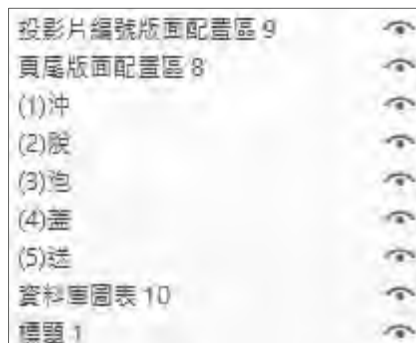 投影片編號版面配置區 9
頁尾版面配置區 8
(1)沖
(2)脫
(3)泡
(4)蓋
(5)送
資料庫圖表 10
標題 1